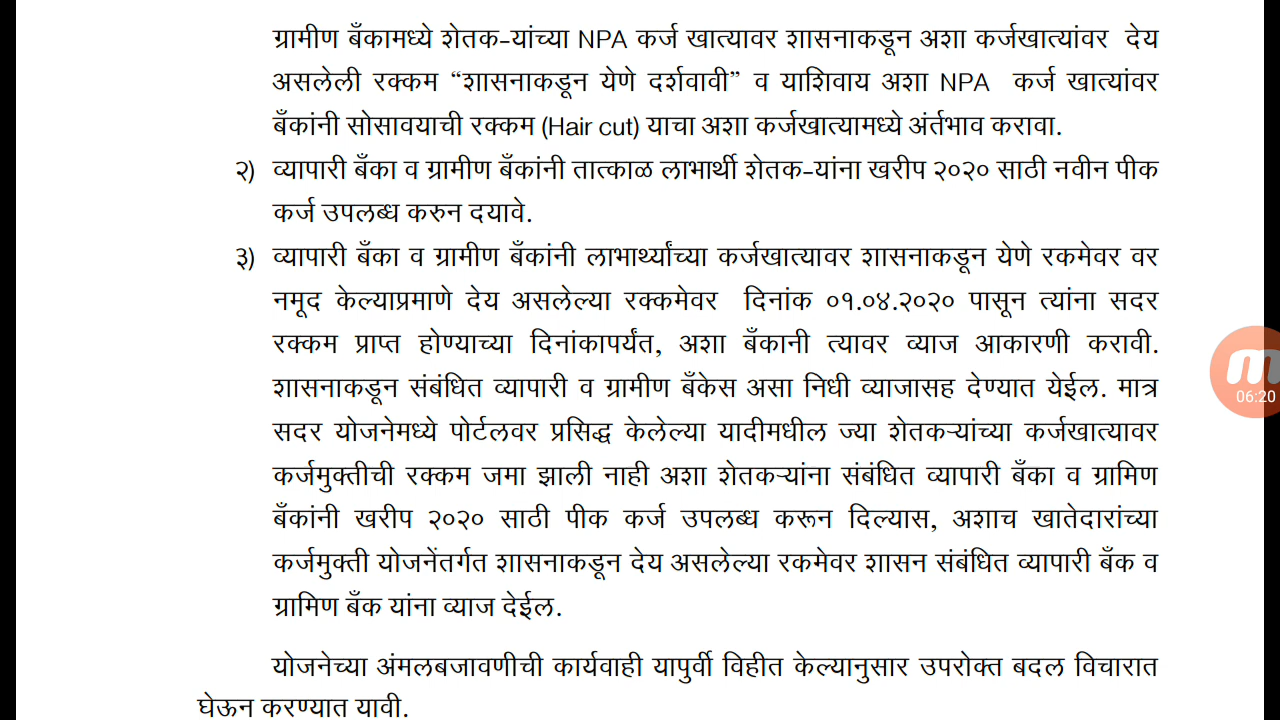 ग्रामीण बँकामध्ये शेतक-यांच्या NPA कर्ज खात्यावर शासनाकडून अशा कर्जखात्यांवर देय
असलेली रक्कम “शासनाकडून येणे दर्शवावी” व याशिवाय अशा NPA कर्ज खात्यांवर
बँकांनी सोसावयाची रक्कम (Hair cut) याचा अशा कर्जखात्यामध्ये अंर्तभाव करावा.
२) व्यापारी बँका व ग्रामीण बँकांनी तात्काळ लाभार्थी शेतक-यांना खरीप २०२० साठी नवीन पीक
कर्ज उपलब्ध करुन दयावे.
३) व्यापारी बँका व ग्रामीण बँकांनी लाभार्थ्यांच्या कर्जखात्यावर शासनाकडून येणे रकमेवर वर
नमूद केल्याप्रमाणे देय असलेल्या रक्कमेवर दिनांक ०१.०४.२०२० पासून त्यांना सदर
रक्कम प्राप्त होण्याच्या दिनांकापर्यंत, अशा बँकानी त्यावर व्याज आकारणी करावी.
शासनाकडून संबंधित व्यापारी व ग्रामीण बँकेस असा निधी व्याजासह देण्यात येईल. मात्र
सदर योजनेमध्ये पोर्टलवर प्रसिद्ध केलेल्या यादीमधील ज्या शेतकऱ्यांच्या कर्जखात्यावर
कर्जमुक्तीची रक्कम जमा झाली नाही अशा शेतकऱ्यांना संबंधित व्यापारी बँका व ग्रामिण
बँकांनी खरीप २०२० साठी पीक कर्ज उपलब्ध करून दिल्यास, अशाच खातेदारांच्या
कर्जमुक्ती योजनेंतर्गत शासनाकडून देय असलेल्या रकमेवर शासन संबंधित व्यापारी बँक व
ग्रामिण बँक यांना व्याज देईल.
योजनेच्या अंमलबजावणीची कार्यवाही यापुर्वी विहीत केल्यानुसार उपरोक्त बदल विचारात
घेऊन करण्यात यावी.
06:20